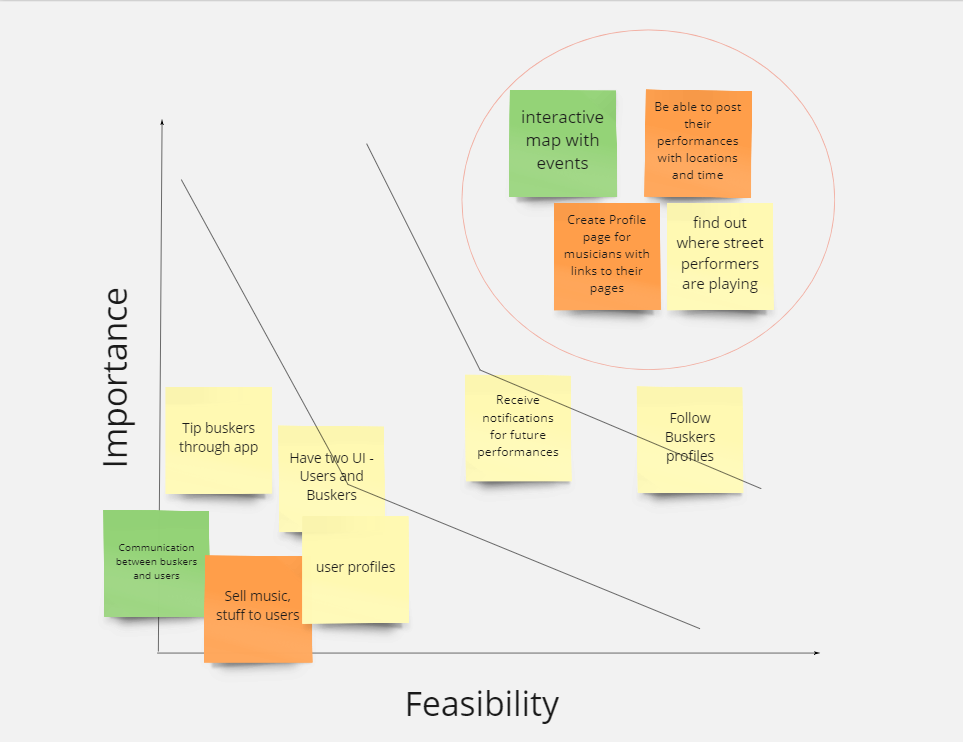 interactive
map with
events
Be able to post
their
performances
with locations
and time
Create Profile
page for
musicians with
links to their
pages
find out
where street
performers
are playing
Importance
Tip buskers
through app
Have two UI -
Users and
Buskers
Receive
notifications
for future
performances
Follow
Buskers
profiles
Communication
between buskers
and users
Sell music,
stuff to users
user profiles
Feasibility